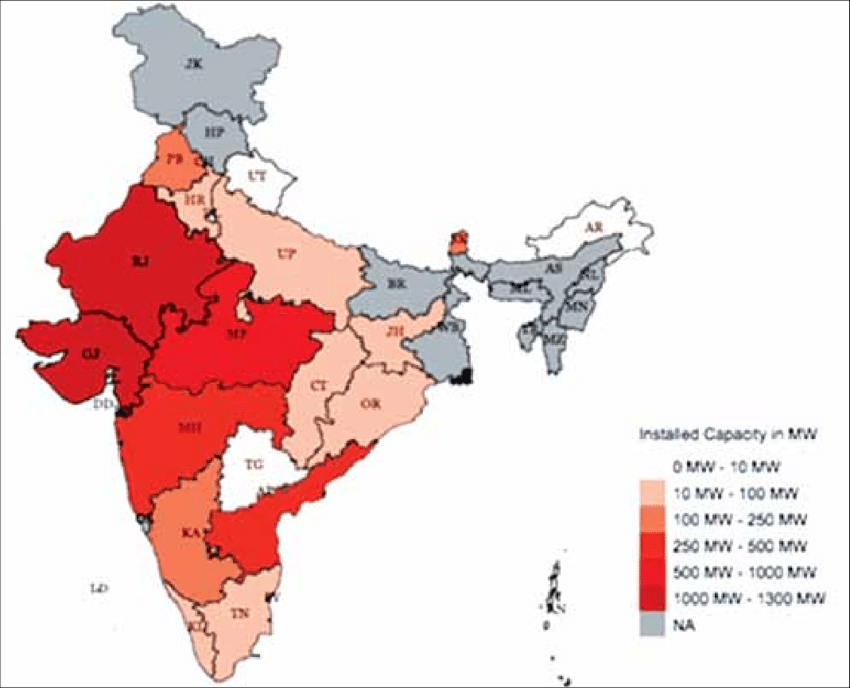 JK
HP
PB
UT
HR
AR
RJ
UP
AS
NL
BR
ML
MN
MP
JH
WB
MZ
GJ
CT
OR
DD
MH
TG
AP
KA
LD
TN
AN
Installed Capacity in MW
0 MW - 10 MW
10 MW - 100 MW
100 MW - 250 MW
250 MW - 500 MW
500 MW - 1000 MW
1000 MW - 1300 MW
NA